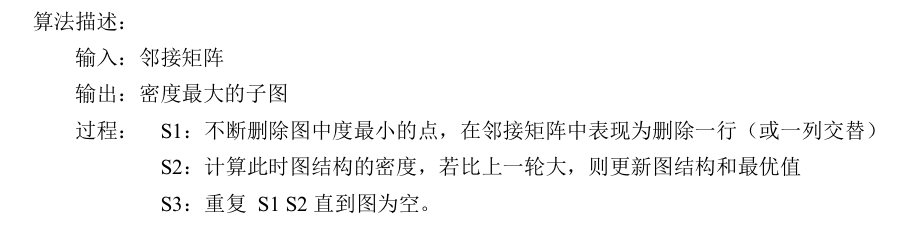 算法描述：
输入：邻接矩阵
输出：密度最大的子图
过程： S1：不断删除图中度最小的点，在邻接矩阵中表现为删除一行（或一列交替）
S2：计算此时图结构的密度，若比上一轮大，则更新图结构和最优值
S3：重复 S1 S2 直到图为空。